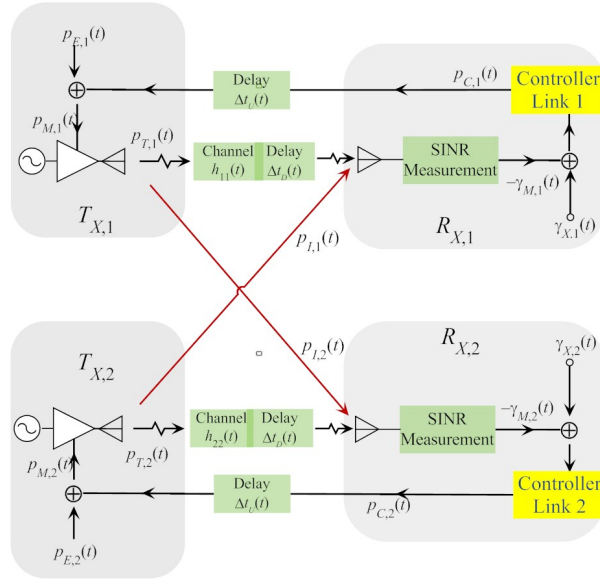 p_{E,1}(t)
Delay
Δt_U(t)
p_{C,1}(t)
Controller
Link 1
p_{M,1}(t)
p_{T,1}(t)
Channel
h_{11}(t)
Delay
Δt_D(t)
SINR
Measurement
−γ_{M,1}(t)
T_{X,1}
p_{I,1}(t)
R_{X,1}
γ_{X,1}(t)
T_{X,2}
p_{I,2}(t)
R_{X,2}
γ_{X,2}(t)
Channel
h_{22}(t)
Delay
Δt_D(t)
SINR
Measurement
−γ_{M,2}(t)
p_{M,2}(t)
p_{T,2}(t)
Delay
Δt_U(t)
p_{C,2}(t)
Controller
Link 2
p_{E,2}(t)